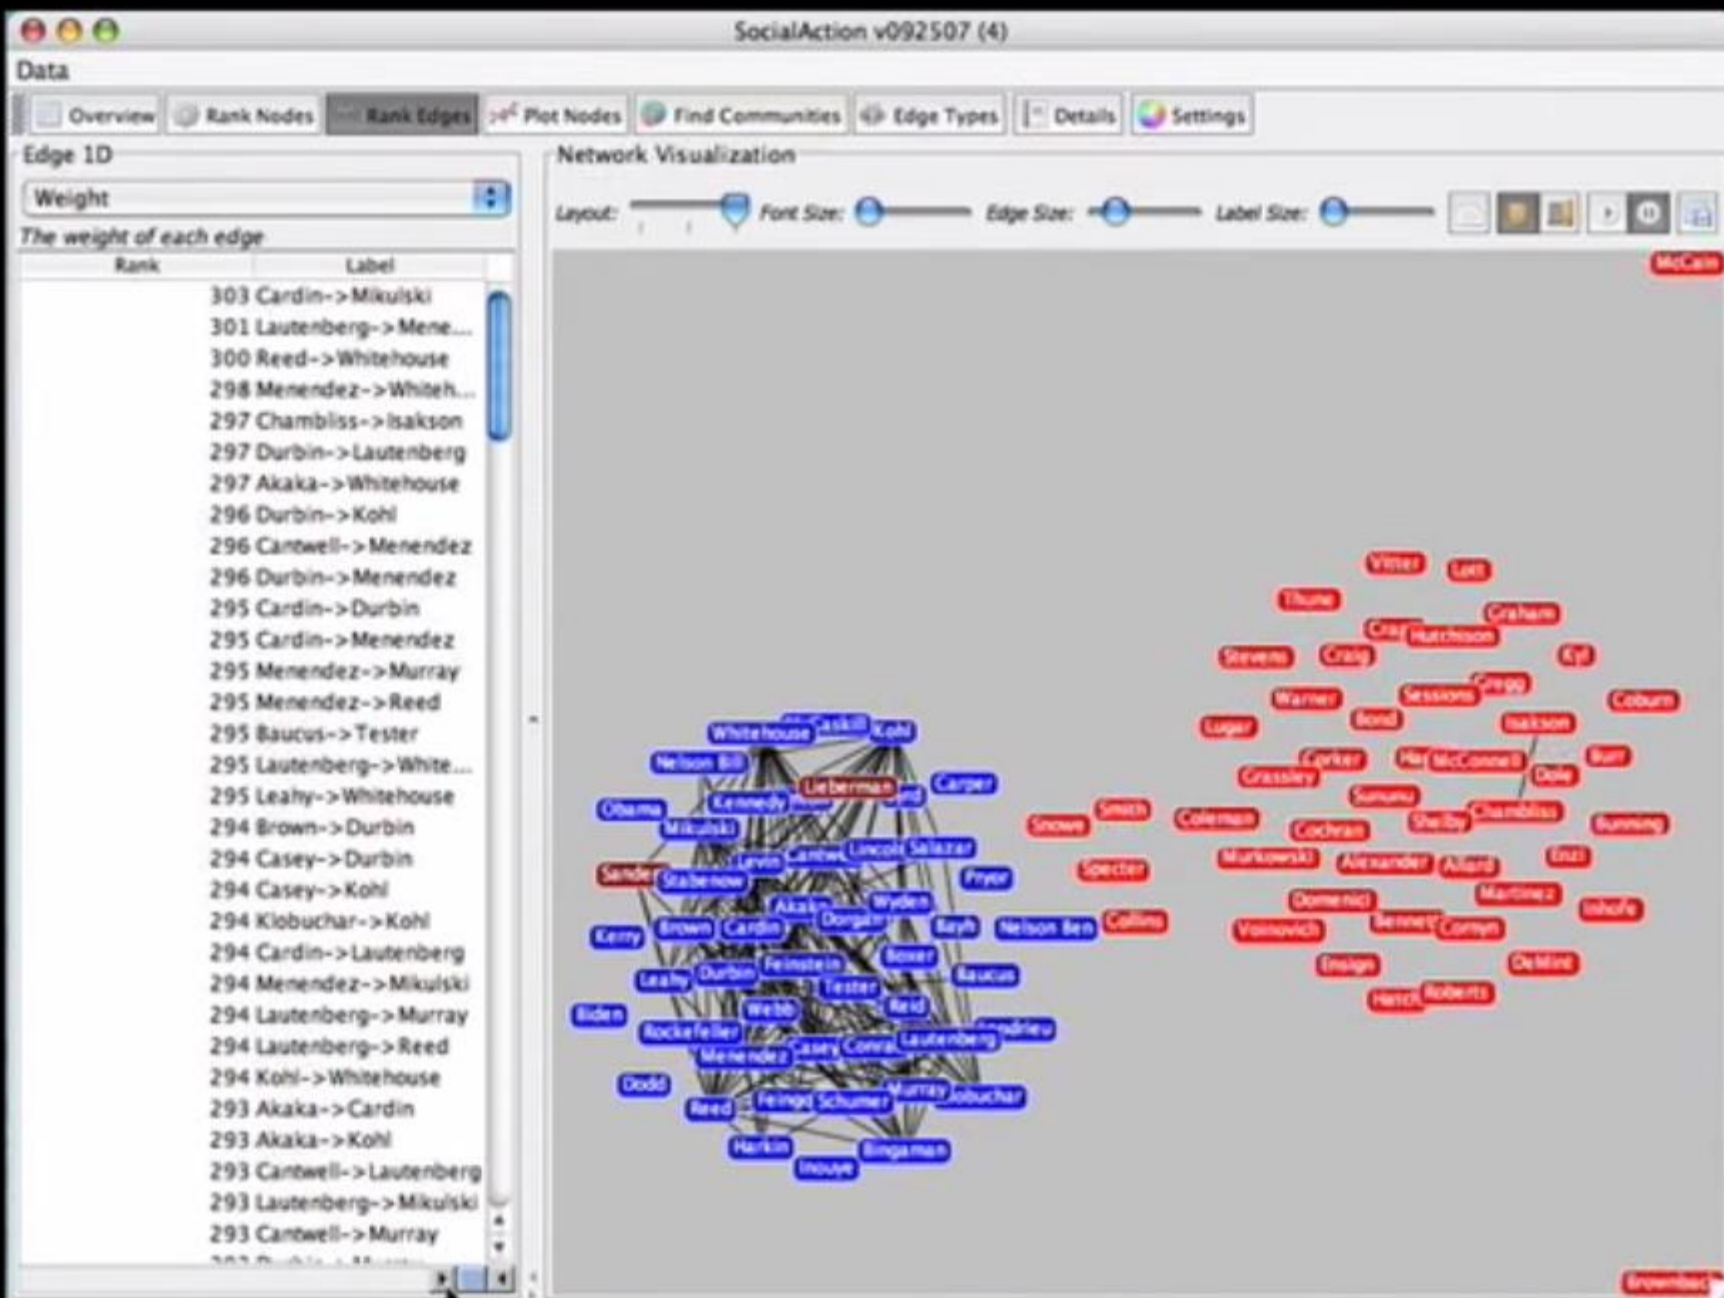 SocialAction v092507 (4)
Data
Overview Rank Nodes Rank Edges Plot Nodes Find Communities Edge Types Details Settings
Edge 1D
Weight
The weight of each edge
Rank Label
303 Cardin->Mikulski
301 Lautenberg->Mene...
300 Reed->Whitehouse
298 Menendez->Whiteh...
297 Chambliss->Isakson
297 Durbin->Lautenberg
297 Akaka->Whitehouse
296 Durbin->Kohl
296 Cantwell->Menendez
296 Durbin->Menendez
295 Cardin->Durbin
295 Cardin->Menendez
295 Menendez->Murray
295 Menendez->Reed
295 Baucus->Tester
295 Lautenberg->White...
295 Leahy->Whitehouse
294 Brown->Durbin
294 Casey->Durbin
294 Casey->Kohl
294 Klobuchar->Kohl
294 Cardin->Lautenberg
294 Menendez->Mikulski
294 Lautenberg->Murray
294 Lautenberg->Reed
294 Kohl->Whitehouse
293 Akaka->Cardin
293 Akaka->Kohl
293 Cantwell->Lautenberg
293 Lautenberg->Mikulski
293 Cantwell->Murray
Network Visualization
Layout: Font Size: Edge Size: Label Size:
McCain
Vitter Lott
Thune
Graham
Hutchison
Stevens Craig Kyl
Gregg
Warner Sessions Coburn
Lugar Bond Isakson
Whitehouse Kohl
Corker McConnell Burr
Nelson Bill
Grassley Dole
Lieberman Carper
Sununu
Obama Kennedy
Smith
Snowe Coleman Cochran Shelby Chambliss Bunning
Mikulski
Levin Lincoln Salazar
Murkowski Alexander Allard Enzi
Specter
Stabenow Pryor
Domenici Martinez
Akaka Wyden Inhofe
Kerry Brown Cardin Dorgan Bayh Nelson Ben Collins
Voinovich Cornyn
Feinstein Boxer
Ensign DeMint
Leahy Durbin Tester Baucus
Roberts
Biden Webb Reid
Rockefeller
Menendez Casey Lautenberg
Dodd
Reed Schumer Murray
Harkin Bingaman
Inouye